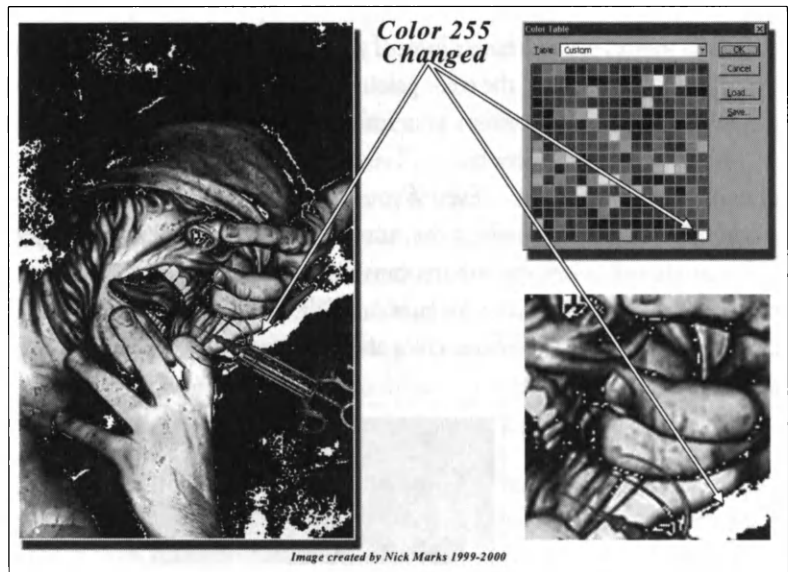 Color 255
Changed
Color Table
Table: Custom
OK
Cancel
Load...
Save...
Image created by Nick Marks 1999-2000